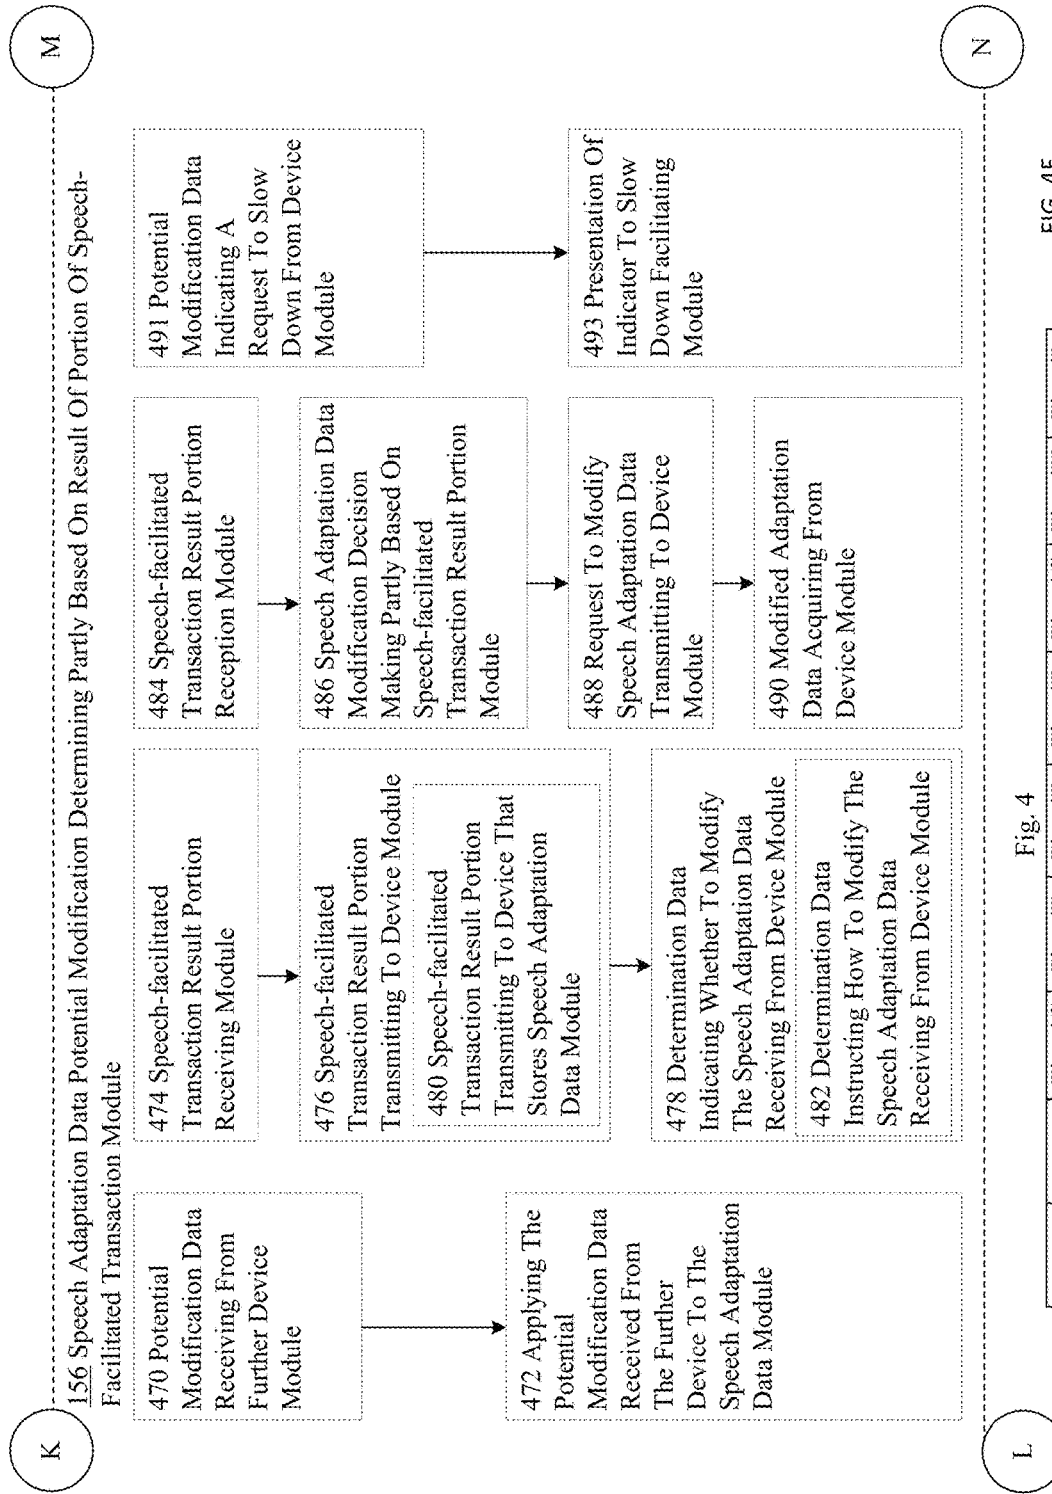 K
M
156 Speech Adaptation Data Potential Modification Determining Partly Based On Result Of Portion Of Speech-
Facilitated Transaction Module
470 Potential
Modification Data
Receiving From
Further Device
Module
472 Applying The
Potential
Modification Data
Received From
The Further
Device To The
Speech Adaptation
Data Module
474 Speech-facilitated
Transaction Result Portion
Receiving Module
476 Speech-facilitated
Transaction Result Portion
Transmitting To Device Module
480 Speech-facilitated
Transaction Result Portion
Transmitting To Device That
Stores Speech Adaptation
Data Module
478 Determination Data
Indicating Whether To Modify
The Speech Adaptation Data
Receiving From Device Module
482 Determination Data
Instructing How To Modify The
Speech Adaptation Data
Receiving From Device Module
484 Speech-facilitated
Transaction Result Portion
Reception Module
486 Speech Adaptation Data
Modification Decision
Making Partly Based On
Speech-facilitated
Transaction Result Portion
Module
488 Request To Modify
Speech Adaptation Data
Transmitting To Device
Module
490 Modified Adaptation
Data Acquiring From
Device Module
491 Potential
Modification Data
Indicating A
Request To Slow
Down From Device
Module
493 Presentation Of
Indicator To Slow
Down Facilitating
Module
L
N
Fig. 4